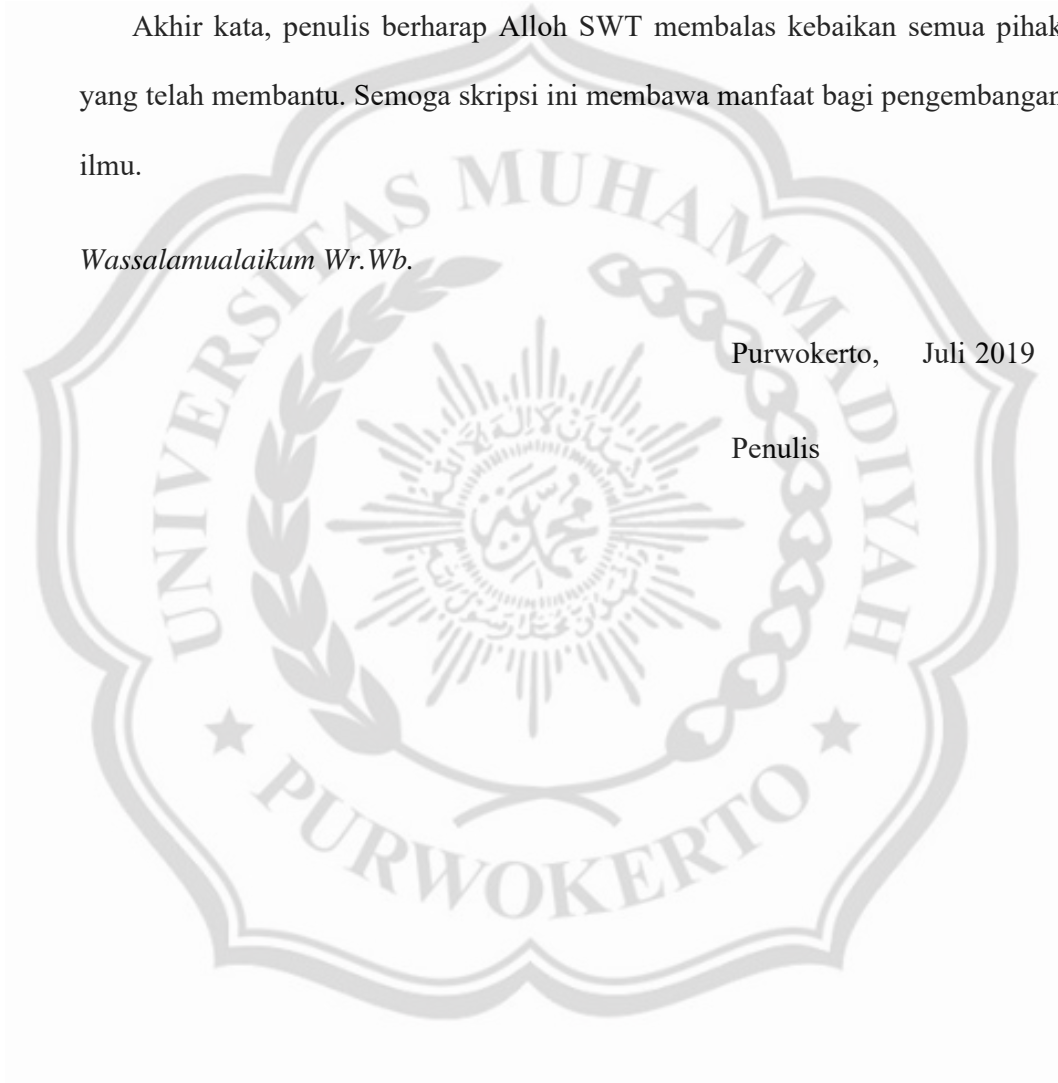 Akhir kata, penulis berharap Alloh SWT membalas kebaikan semua pihak
yang telah membantu. Semoga skripsi ini membawa manfaat bagi pengembangan
ilmu.
Wassalamualaikum Wr.Wb.
Purwokerto, Juli 2019
Penulis
UNIVERSITAS MUHAMMADIYAH
PURWOKERTO